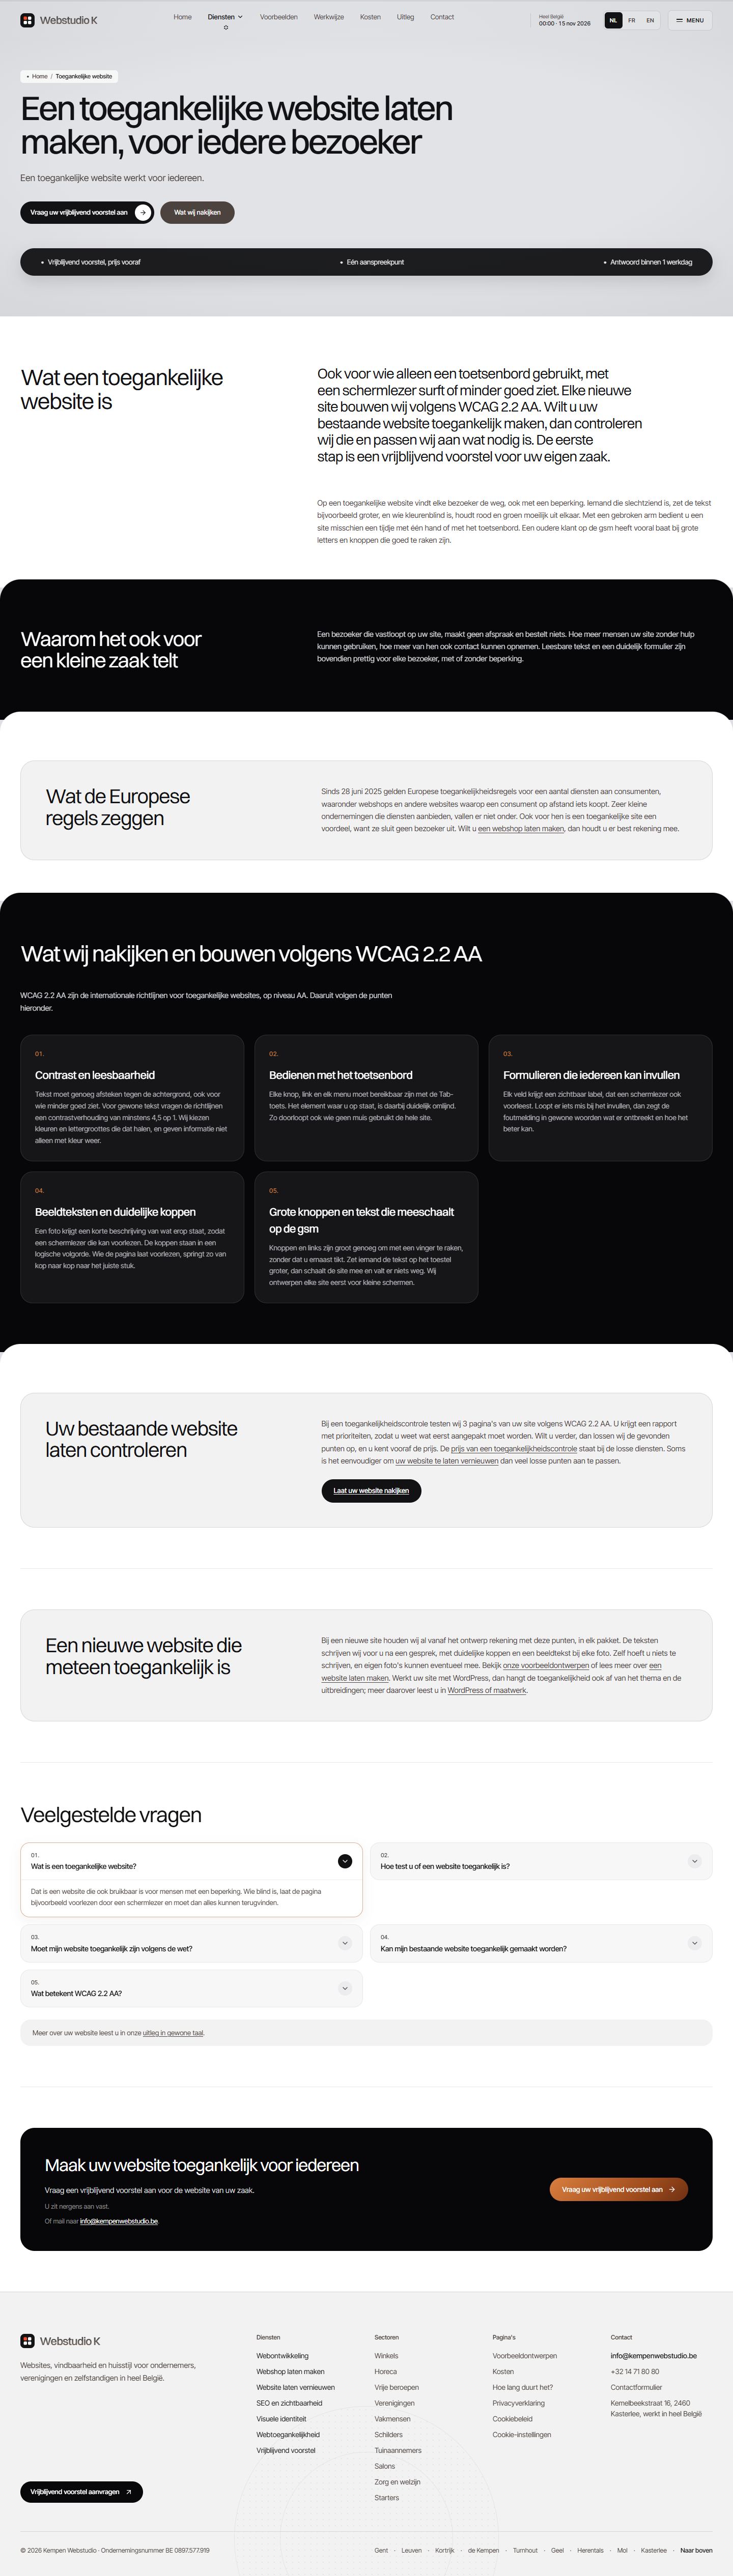 Webstudio K
Home
Diensten
Voorbeelden
Werkwijze
Kosten
Uitleg
Contact
Heel België
00:00 · 15 nov 2026
NL
FR
EN
MENU
• Home / Toegankelijke website
Een toegankelijke website laten
maken, voor iedere bezoeker
Een toegankelijke website werkt voor iedereen.
Vraag uw vrijblijvend voorstel aan
Wat wij nakijken
• Vrijblijvend voorstel, prijs vooraf
• Eén aanspreekpunt
• Antwoord binnen 1 werkdag
Wat een toegankelijke
website is
Ook voor wie alleen een toetsenbord gebruikt, met
een schermlezer surft of minder goed ziet. Elke nieuwe
site bouwen wij volgens WCAG 2.2 AA. Wilt u uw
bestaande website toegankelijk maken, dan controleren
wij die en passen wij aan wat nodig is. De eerste
stap is een vrijblijvend voorstel voor uw eigen zaak.
Op een toegankelijke website vindt elke bezoeker de weg, ook met een beperking. Iemand die slechtziend is, zet de tekst
bijvoorbeeld groter, en wie kleurenblind is, houdt rood en groen moeilijk uit elkaar. Met een gebroken arm bedient u een
site misschien een tijdje met één hand of met het toetsenbord. Een oudere klant op de gsm heeft vooral baat bij grote
letters en knoppen die goed te raken zijn.
Waarom het ook voor
een kleine zaak telt
Een bezoeker die vastloopt op uw site, maakt geen afspraak en bestelt niets. Hoe meer mensen uw site zonder hulp
kunnen gebruiken, hoe meer van hen ook contact kunnen opnemen. Leesbare tekst en een duidelijk formulier zijn
bovendien prettig voor elke bezoeker, met of zonder beperking.
Wat de Europese
regels zeggen
Sinds 28 juni 2025 gelden Europese toegankelijkheidsregels voor een aantal diensten aan consumenten,
waaronder webshops en andere websites waarop een consument op afstand iets koopt. Zeer kleine
ondernemingen die diensten aanbieden, vallen er niet onder. Ook voor hen is een toegankelijke site een
voordeel, want ze sluit geen bezoeker uit. Wilt u een webshop laten maken, dan houdt u er best rekening mee.
Wat wij nakijken en bouwen volgens WCAG 2.2 AA
WCAG 2.2 AA zijn de internationale richtlijnen voor toegankelijke websites, op niveau AA. Daaruit volgen de punten
hieronder.
01.
Contrast en leesbaarheid
Tekst moet genoeg afsteken tegen de achtergrond, ook voor
wie minder goed ziet. Voor gewone tekst vragen de richtlijnen
een contrastverhouding van minstens 4,5 op 1. Wij kiezen
kleuren en lettergroottes die dat halen, en geven informatie niet
alleen met kleur weer.
02.
Bedienen met het toetsenbord
Elke knop, link en elk menu moet bereikbaar zijn met de Tab-
toets. Het element waar u op staat, is daarbij duidelijk omlijnd.
Zo doorloopt ook wie geen muis gebruikt de hele site.
03.
Formulieren die iedereen kan invullen
Elk veld krijgt een zichtbaar label, dat een schermlezer ook
voorleest. Loopt er iets mis bij het invullen, dan zegt de
foutmelding in gewone woorden wat er ontbreekt en hoe het
beter kan.
04.
Beeldteksten en duidelijke koppen
Een foto krijgt een korte beschrijving van wat erop staat, zodat
een schermlezer die kan voorlezen. De koppen staan in een
logische volgorde. Wie de pagina laat voorlezen, springt zo van
kop naar kop naar het juiste stuk.
05.
Grote knoppen en tekst die meeschaalt
op de gsm
Knoppen en links zijn groot genoeg om met een vinger te raken,
zonder dat u ernaast tikt. Zet iemand de tekst op het toestel
groter, dan schaalt de site mee en valt er niets weg. Wij
ontwerpen elke site eerst voor kleine schermen.
Uw bestaande website
laten controleren
Bij een toegankelijkheidscontrole testen wij 3 pagina's van uw site volgens WCAG 2.2 AA. U krijgt een rapport
met prioriteiten, zodat u weet wat eerst aangepakt moet worden. Wilt u verder, dan lossen wij de gevonden
punten op, en u kent vooraf de prijs. De prijs van een toegankelijkheidscontrole staat bij de losse diensten. Soms
is het eenvoudiger om uw website te laten vernieuwen dan veel losse punten aan te passen.
Laat uw website nakijken
Een nieuwe website die
meteen toegankelijk is
Bij een nieuwe site houden wij al vanaf het ontwerp rekening met deze punten, in elk pakket. De teksten
schrijven wij voor u na een gesprek, met duidelijke koppen en een beeldtekst bij elke foto. Zelf hoeft u niets te
schrijven, en eigen foto's kunnen eventueel mee. Bekijk onze voorbeeldontwerpen of lees meer over een
website laten maken. Werkt uw site met WordPress, dan hangt de toegankelijkheid ook af van het thema en de
uitbreidingen; meer daarover leest u in WordPress of maatwerk.
Veelgestelde vragen
01.
Wat is een toegankelijke website?
Dat is een website die ook bruikbaar is voor mensen met een beperking. Wie blind is, laat de pagina
bijvoorbeeld voorlezen door een schermlezer en moet dan alles kunnen terugvinden.
02.
Hoe test u of een website toegankelijk is?
03.
Moet mijn website toegankelijk zijn volgens de wet?
04.
Kan mijn bestaande website toegankelijk gemaakt worden?
05.
Wat betekent WCAG 2.2 AA?
Meer over uw website leest u in onze uitleg in gewone taal.
Maak uw website toegankelijk voor iedereen
Vraag een vrijblijvend voorstel aan voor de website van uw zaak.
U zit nergens aan vast.
Of mail naar info@kempenwebstudio.be.
Vraag uw vrijblijvend voorstel aan
Webstudio K
Websites, vindbaarheid en huisstijl voor ondernemers,
verenigingen en zelfstandigen in heel België.
Vrijblijvend voorstel aanvragen
Diensten
Webontwikkeling
Webshop laten maken
Website laten vernieuwen
SEO en zichtbaarheid
Visuele identiteit
Webtoegankelijkheid
Vrijblijvend voorstel
Sectoren
Winkels
Horeca
Vrije beroepen
Verenigingen
Vakmensen
Schilders
Tuinaannemers
Salons
Zorg en welzijn
Starters
Pagina's
Voorbeeldontwerpen
Kosten
Hoe lang duurt het?
Privacyverklaring
Cookiebeleid
Cookie-instellingen
Contact
info@kempenwebstudio.be
+32 14 71 80 80
Contactformulier
Kemelbeekstraat 16, 2460
Kasterlee, werkt in heel België
© 2026 Kempen Webstudio · Ondernemingsnummer BE 0897.577.919
Gent · Leuven · Kortrijk · de Kempen · Turnhout · Geel · Herentals · Mol · Kasterlee · Naar boven